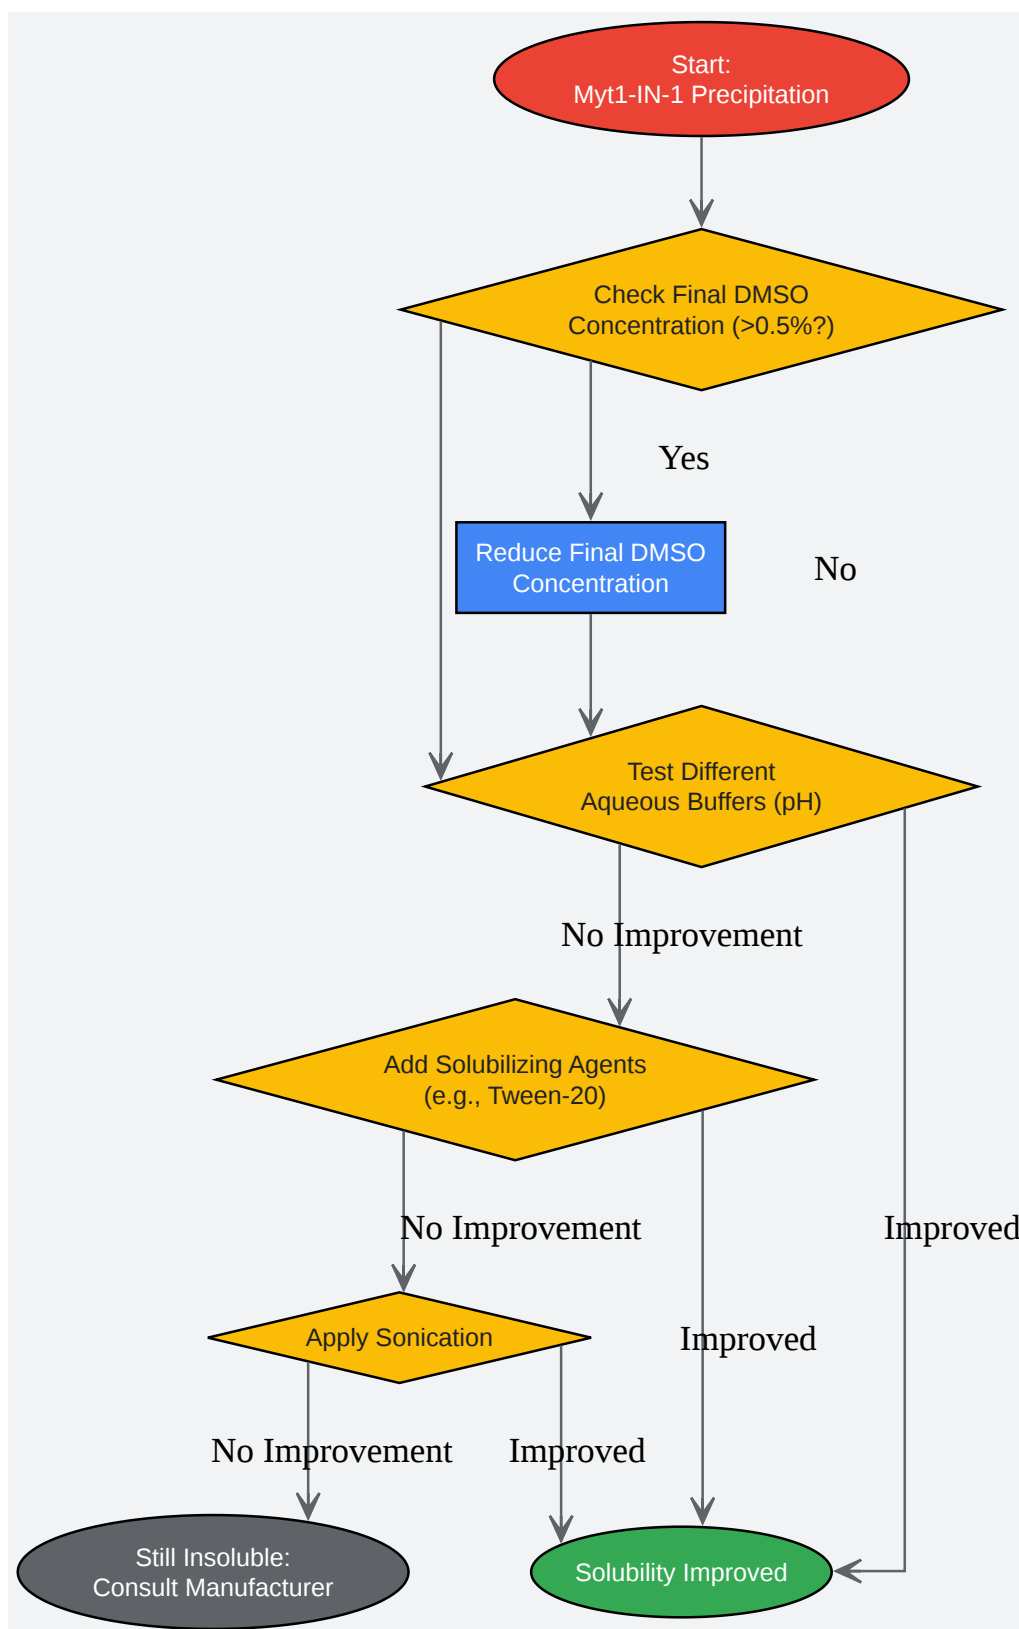 Start:
Myt1-IN-1 Precipitation
Check Final DMSO
Concentration (>0.5%?)
Yes
Reduce Final DMSO
Concentration
No
Test Different
Aqueous Buffers (pH)
No Improvement
Add Solubilizing Agents
(e.g., Tween-20)
No Improvement
Improved
Apply Sonication
Improved
No Improvement
Improved
Still Insoluble:
Consult Manufacturer
Solubility Improved